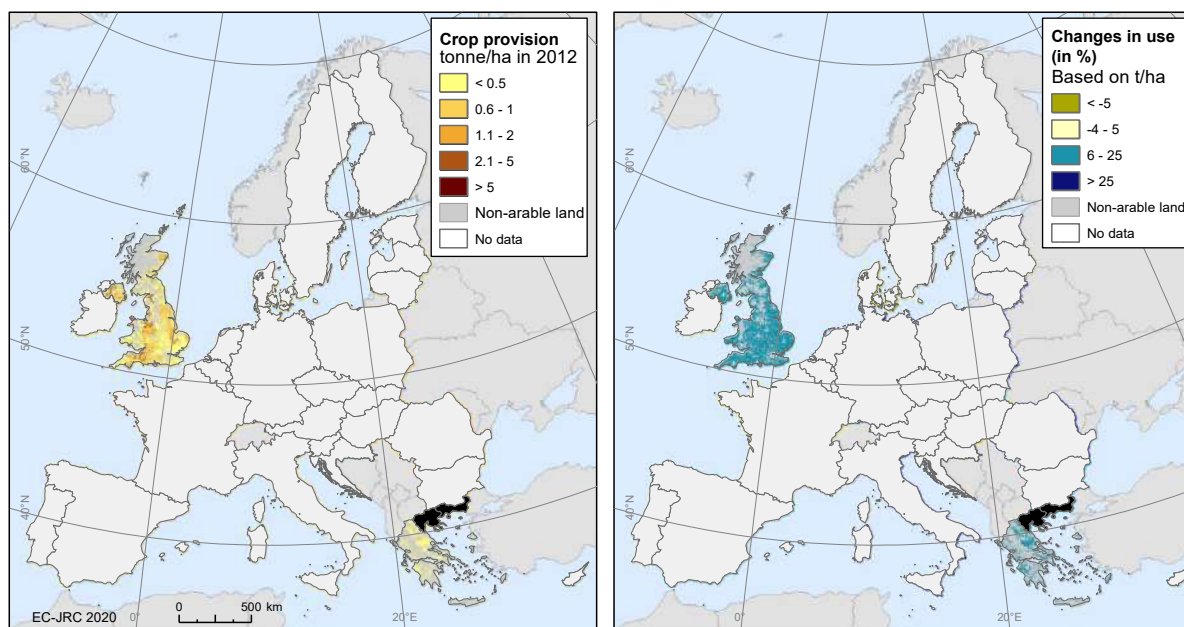 Crop provision
tonne/ha in 2012
< 0.5
0.6 - 1
1.1 - 2
2.1 - 5
> 5
Non-arable land
No data
60°N
50°N
40°N
0°
20°E
EC-JRC 2020
0 500 km
Changes in use
(in %)
Based on t/ha
< -5
-4 - 5
6 - 25
> 25
Non-arable land
No data
60°N
50°N
40°N
0°
20°E